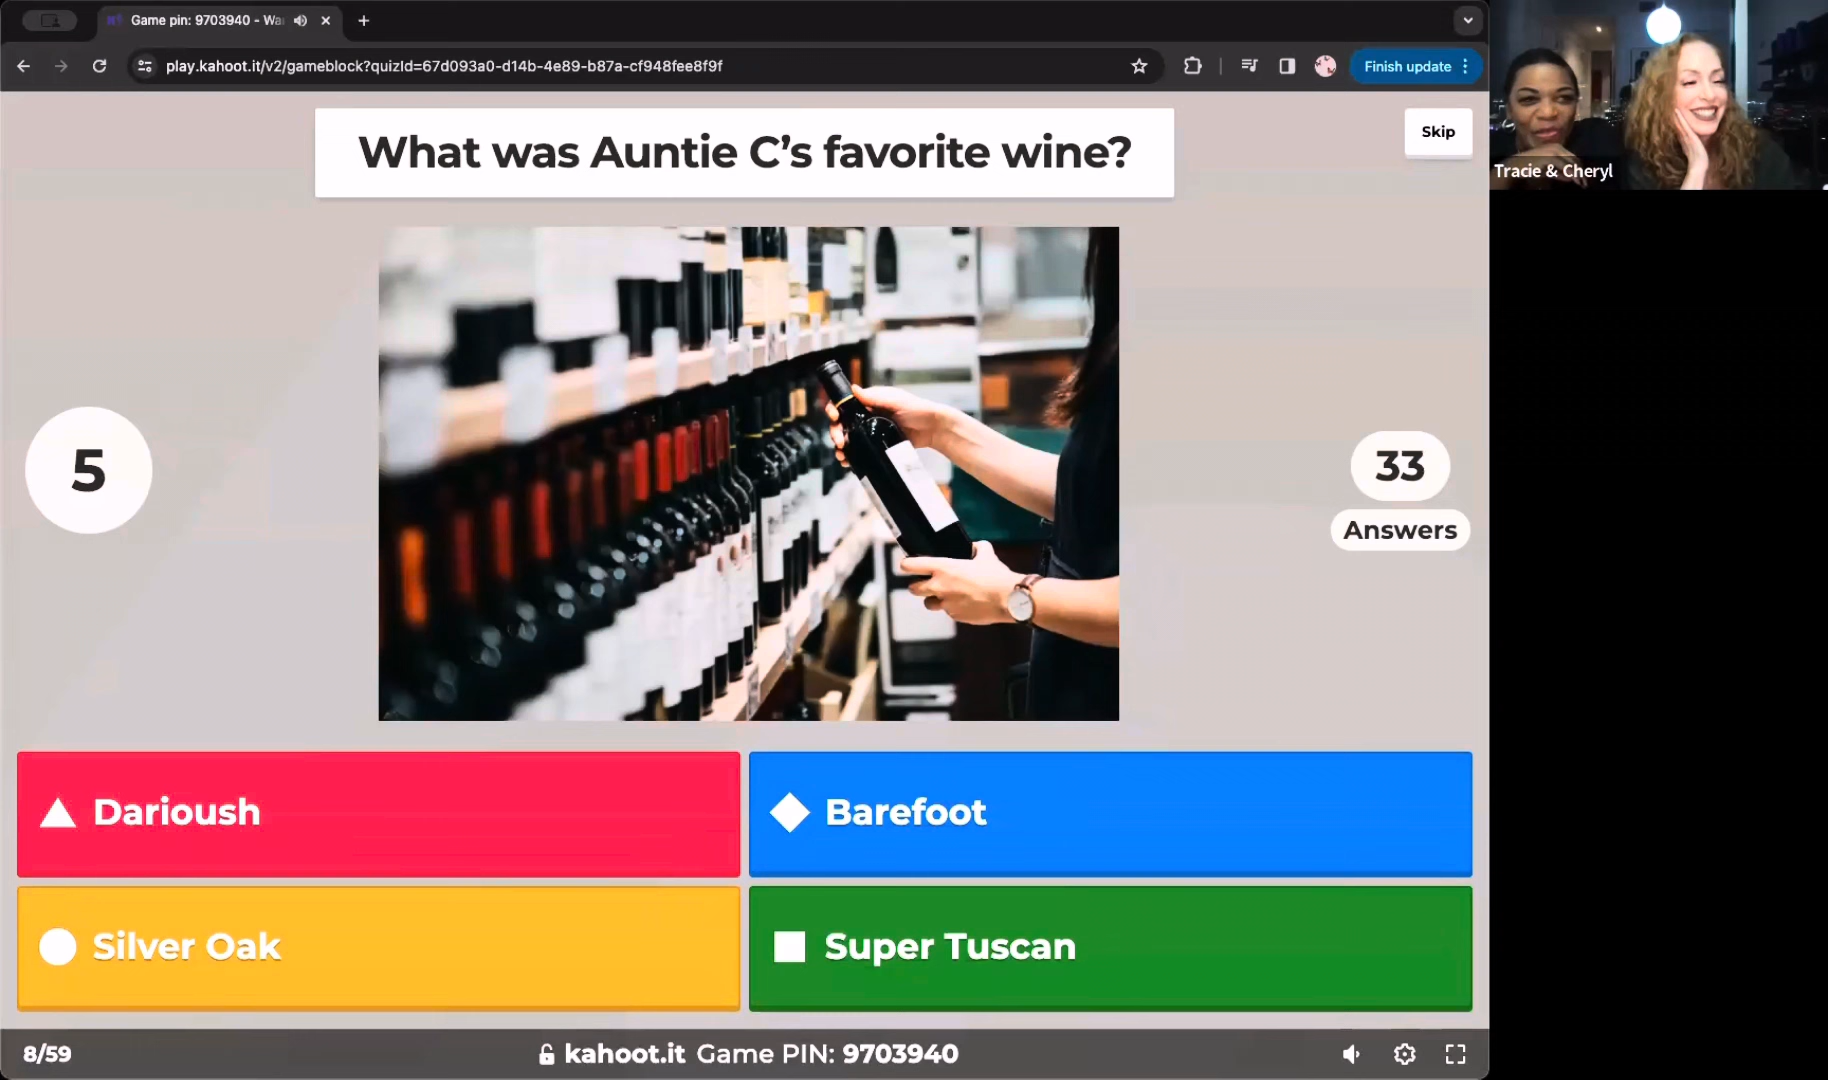 Game pin: 9703940 - Wa
play.kahoot.it/v2/gameblock?quizId=67d093a0-d14b-4e89-b87a-cf948fee8f9f
Finish update
What was Auntie C’s favorite wine?
Skip
Tracie & Cheryl
5
33
Answers
Darioush
Barefoot
Silver Oak
Super Tuscan
8/59
kahoot.it Game PIN: 9703940